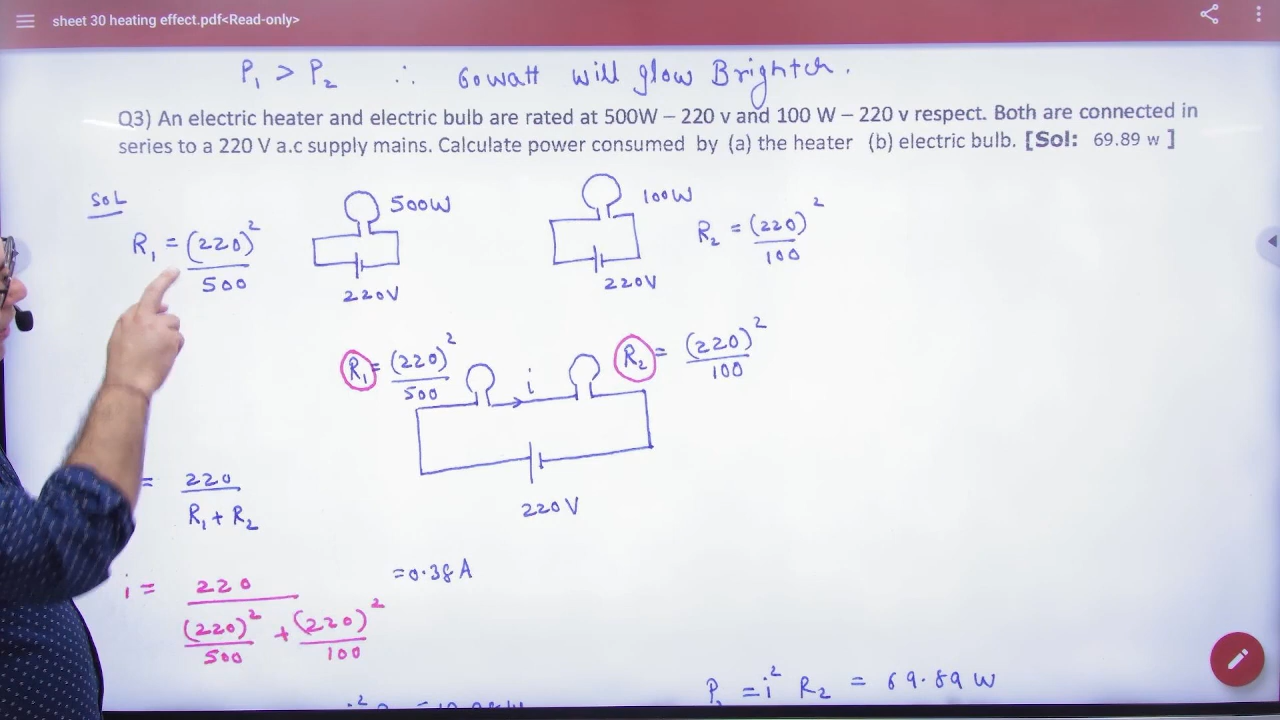 sheet 30 heating effect.pdf<Read-only>
P₁ > P₂ ∴ 60watt will glow Brighter.
Q3) An electric heater and electric bulb are rated at 500W – 220 v and 100 W – 220 v respect. Both are connected in
series to a 220 V a.c supply mains. Calculate power consumed by (a) the heater (b) electric bulb. [Sol: 69.89 w ]
SOL
R₁ = (220)² / 500
500W
220V
100W
220V
R₂ = (220)² / 100
R₁ = (220)² / 500
i
R₂ = (220)² / 100
220V
= 220 / R₁ + R₂
i = 220 / (220)² / 500 + (220)² / 100
= 0.38 A
P = i² R₂ = 69.89 W